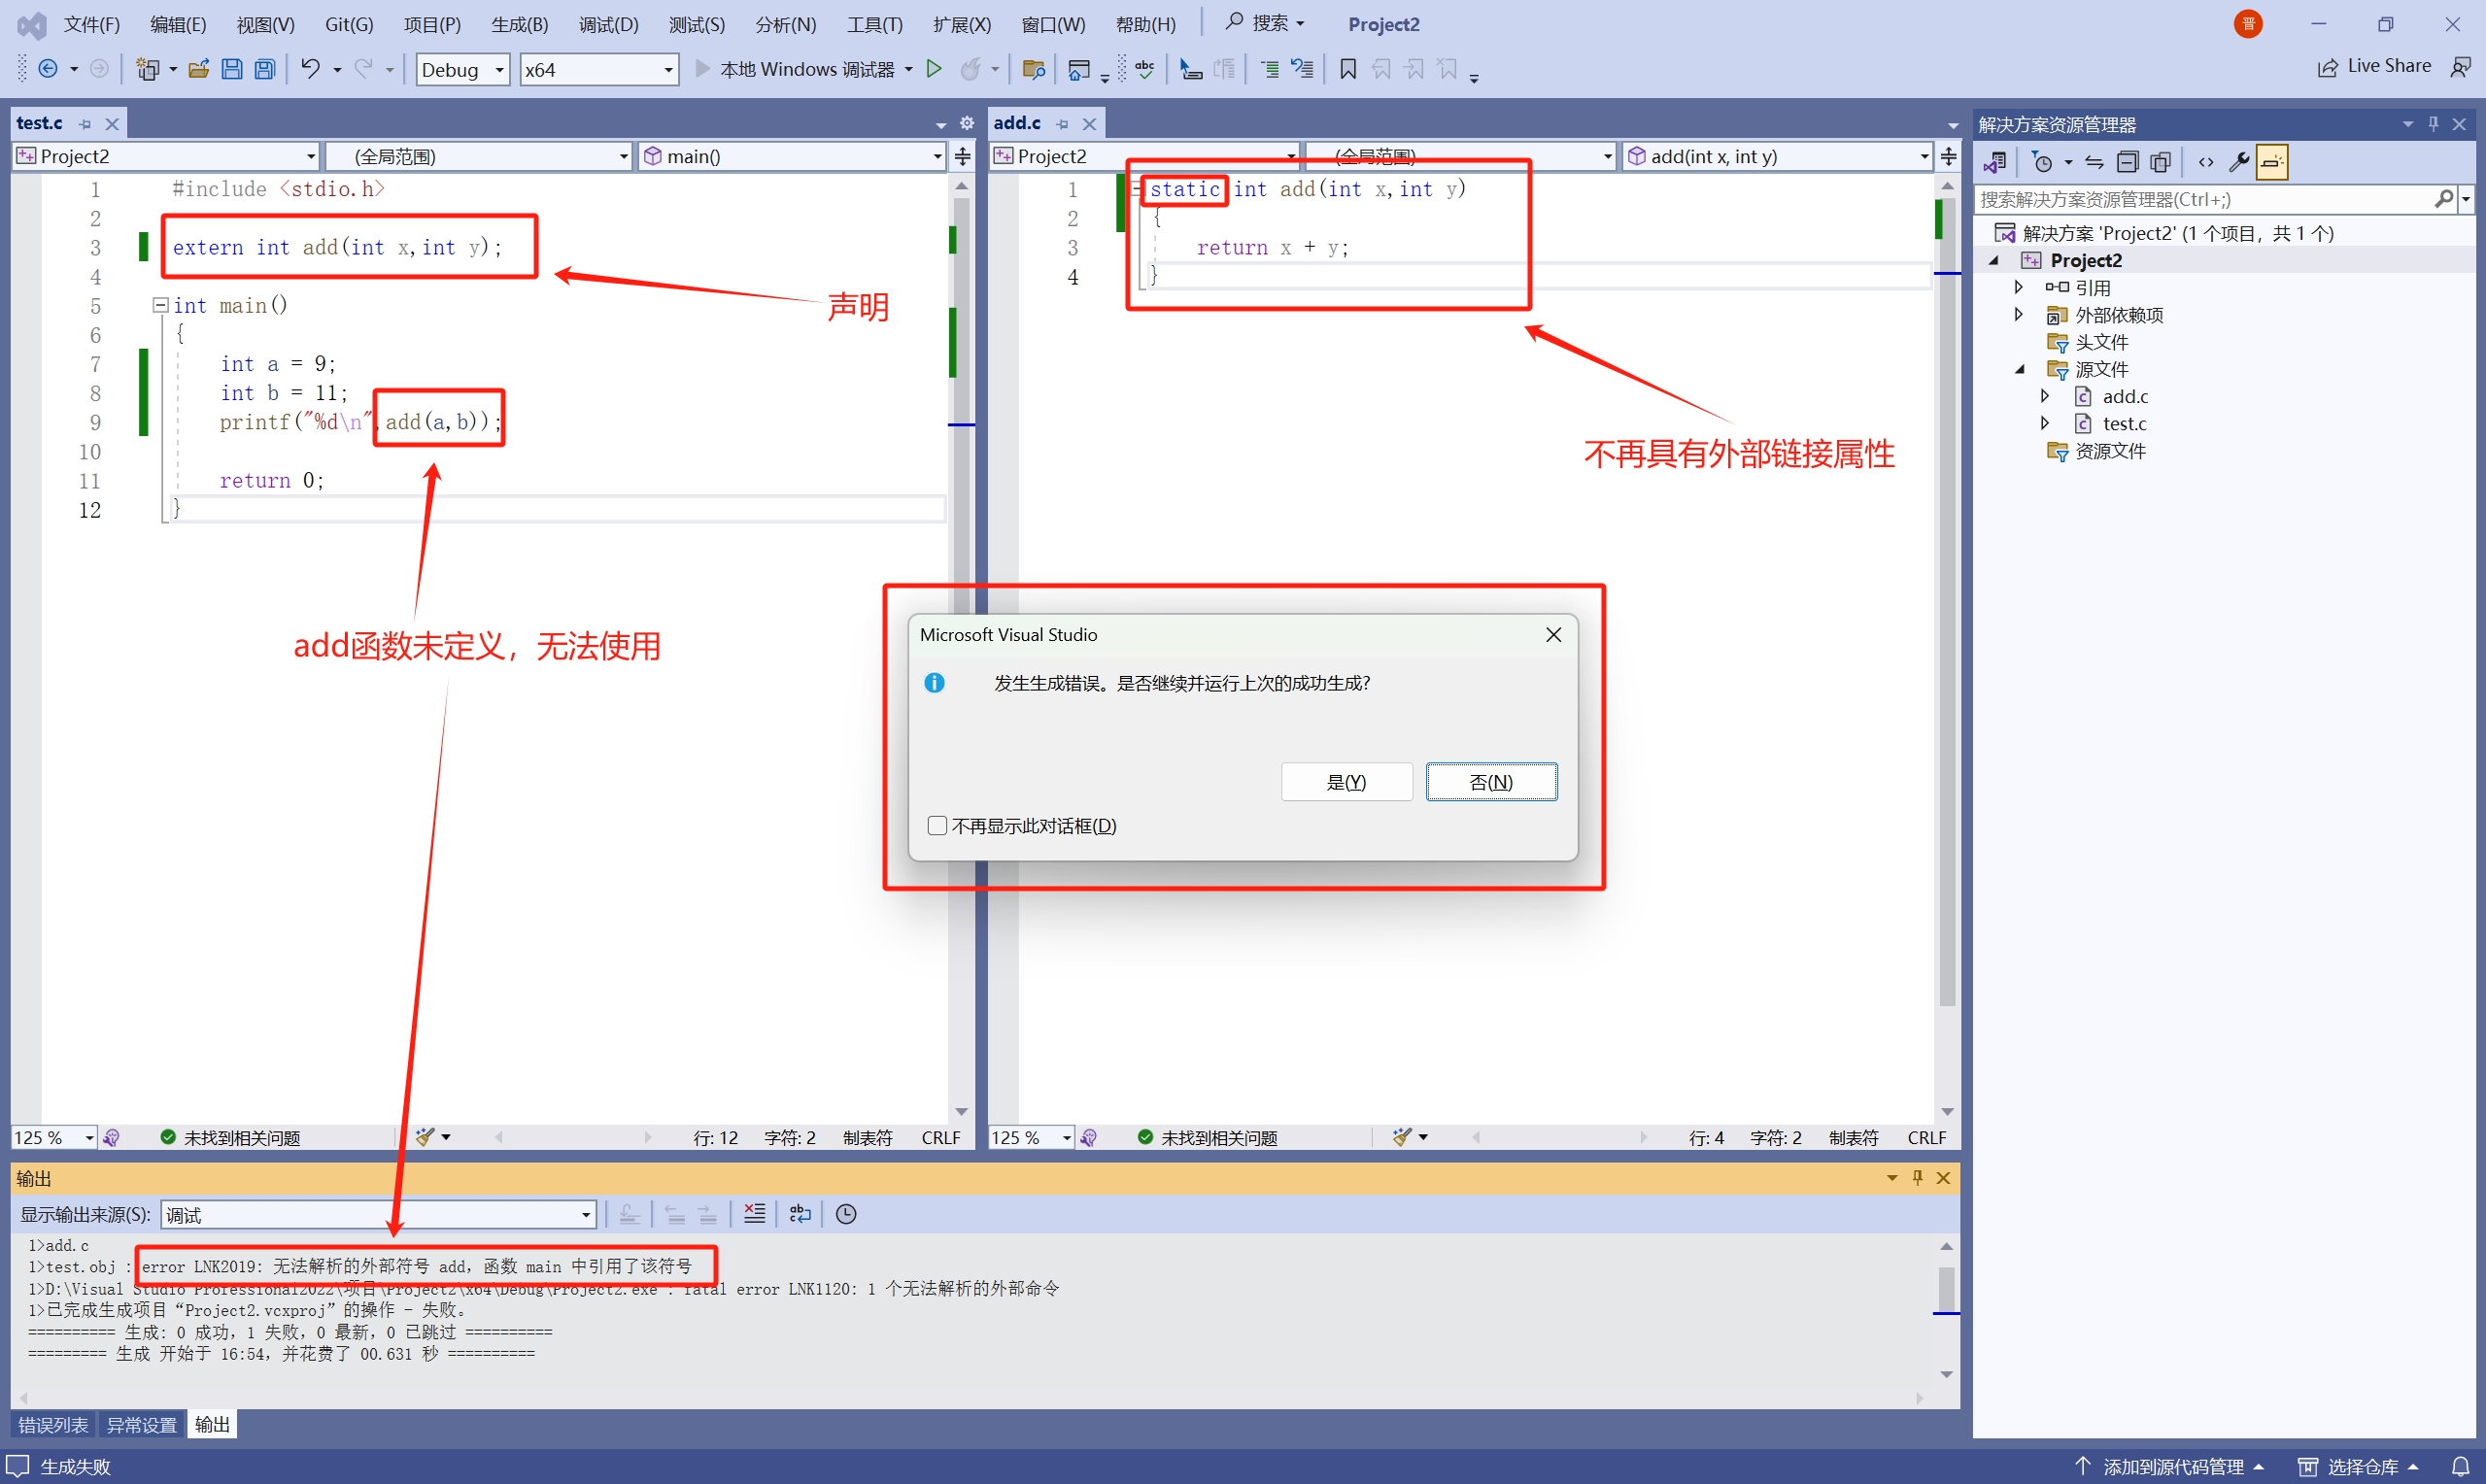 文件(F) 编辑(E) 视图(V) Git(G) 项目(P) 生成(B) 调试(D) 测试(S) 分析(N) 工具(T) 扩展(X) 窗口(W) 帮助(H) 搜索 Project2 晋
Debug x64 本地 Windows 调试器 abc Live Share
test.c
Project2 (全局范围) main()
1 #include <stdio.h>
2
3 extern int add(int x,int y);
4
5 int main()
6 {
7 int a = 9;
8 int b = 11;
9 printf("%d\n",add(a,b));
10
11 return 0;
12 }
声明
add函数未定义，无法使用
125 % 未找到相关问题 行: 12 字符: 2 制表符 CRLF
add.c
Project2 (全局范围) add(int x, int y)
1 static int add(int x,int y)
2 {
3 return x + y;
4 }
不再具有外部链接属性
125 % 未找到相关问题 行: 4 字符: 2 制表符 CRLF
Microsoft Visual Studio
发生生成错误。是否继续并运行上次的成功生成?
是(Y) 否(N)
不再显示此对话框(D)
解决方案资源管理器
搜索解决方案资源管理器(Ctrl+;)
解决方案 'Project2' (1 个项目，共 1 个)
Project2
引用
外部依赖项
头文件
源文件
add.c
test.c
资源文件
输出
显示输出来源(S): 调试
1>add.c
1>test.obj : error LNK2019: 无法解析的外部符号 add，函数 main 中引用了该符号
1>D:\Visual Studio Professional2022\项目\Project2\x64\Debug\Project2.exe : fatal error LNK1120: 1 个无法解析的外部命令
1>已完成生成项目“Project2.vcxproj”的操作 - 失败。
========== 生成: 0 成功，1 失败，0 最新，0 已跳过 ==========
========= 生成 开始于 16:54，并花费了 00.631 秒 ==========
错误列表 异常设置 输出
生成失败 添加到源代码管理 选择仓库